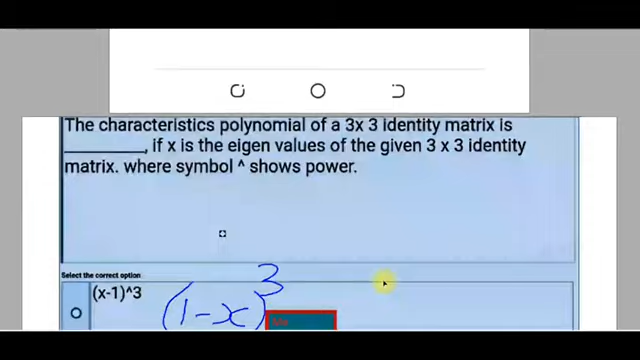 The characteristics polynomial of a 3x 3 identity matrix is
________, if x is the eigen values of the given 3 x 3 identity
matrix. where symbol ^ shows power.
Select the correct option
(x-1)^3
(1-x)^3